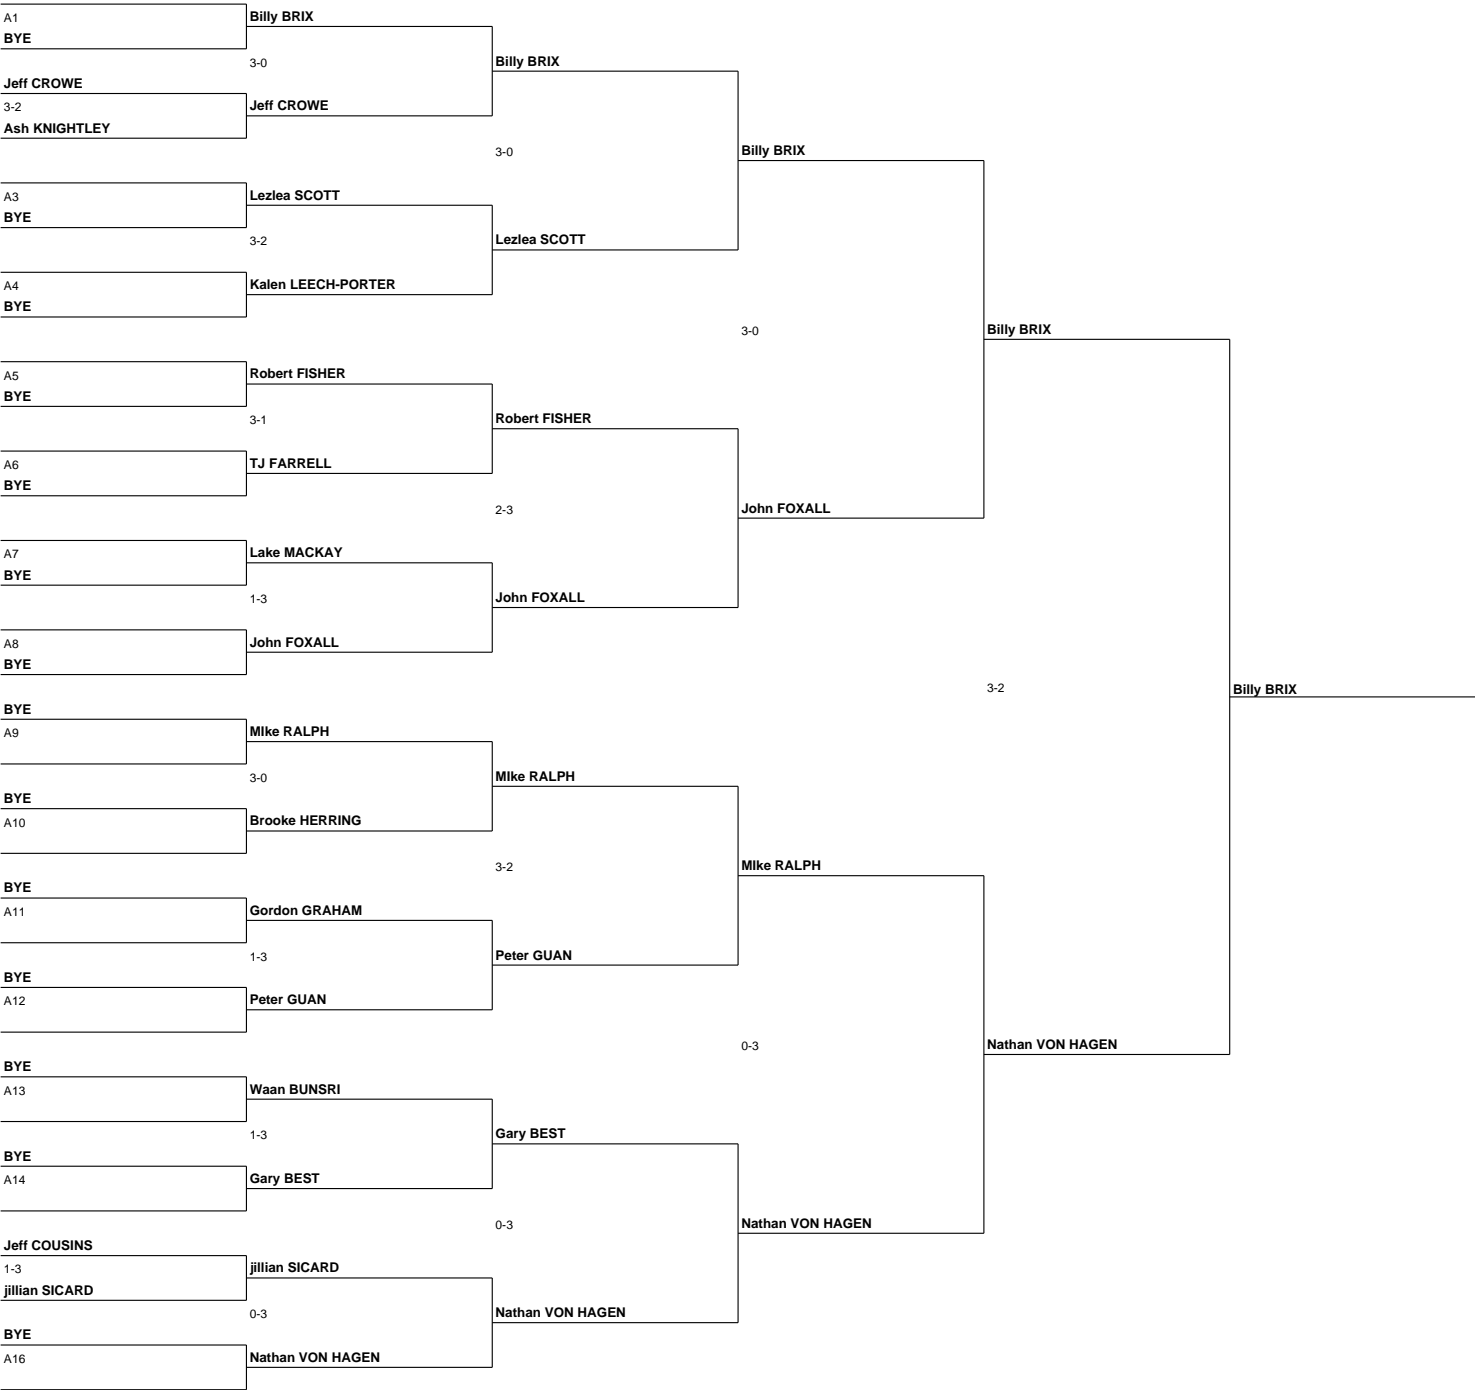 A1
BYE
Billy BRIX
3-0
Jeff CROWE
3-2
Ash KNIGHTLEY
Jeff CROWE
Billy BRIX
3-0
A3
BYE
Lezlea SCOTT
3-2
A4
BYE
Kalen LEECH-PORTER
Lezlea SCOTT
Billy BRIX
3-0
A5
BYE
Robert FISHER
3-1
A6
BYE
TJ FARRELL
Robert FISHER
2-3
A7
BYE
Lake MACKAY
1-3
A8
BYE
John FOXALL
John FOXALL
John FOXALL
Billy BRIX
3-2
Billy BRIX
BYE
A9
MIke RALPH
3-0
BYE
A10
Brooke HERRING
MIke RALPH
3-2
BYE
A11
Gordon GRAHAM
1-3
BYE
A12
Peter GUAN
Peter GUAN
MIke RALPH
0-3
BYE
A13
Waan BUNSRI
1-3
BYE
A14
Gary BEST
Gary BEST
0-3
Jeff COUSINS
1-3
jillian SICARD
jillian SICARD
0-3
BYE
A16
Nathan VON HAGEN
Nathan VON HAGEN
Nathan VON HAGEN
Nathan VON HAGEN